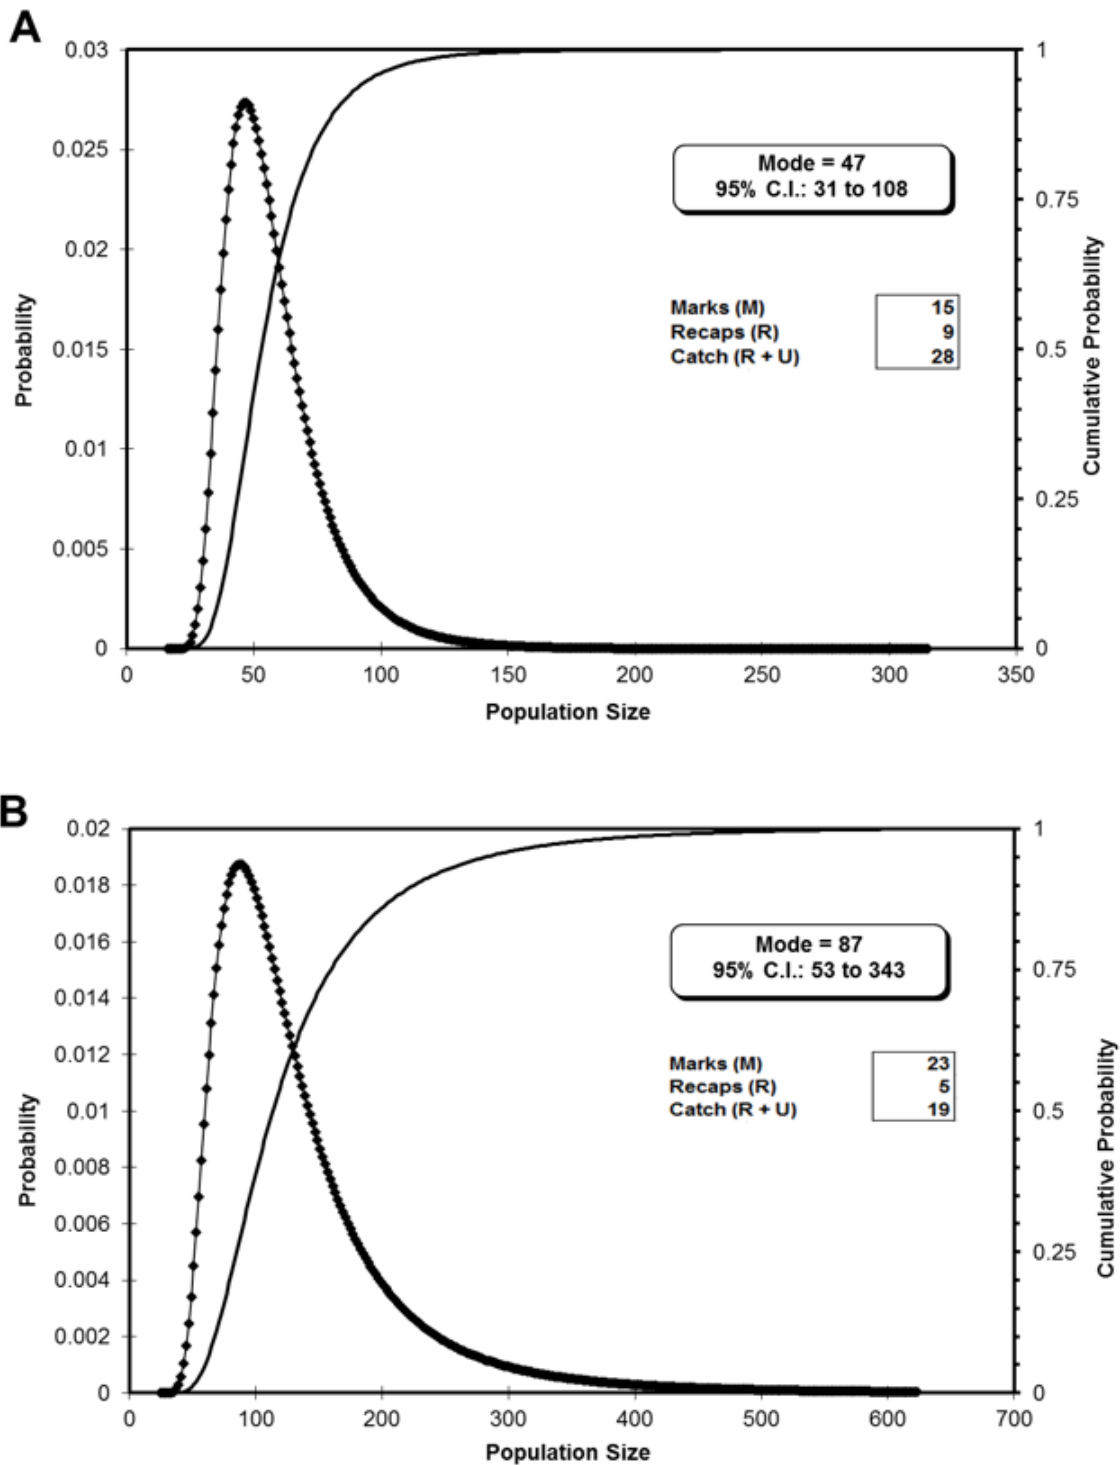 A
0.03
0.025
0.02
0.015
0.01
0.005
0
Probability
1
0.75
0.5
0.25
0
Cumulative Probability
Mode = 47
95% C.I.: 31 to 108
Marks (M) 15
Recaps (R) 9
Catch (R + U) 28
0 50 100 150 200 250 300 350
Population Size
B
0.02
0.018
0.016
0.014
0.012
0.01
0.008
0.006
0.004
0.002
0
Probability
1
0.75
0.5
0.25
0
Cumulative Probability
Mode = 87
95% C.I.: 53 to 343
Marks (M) 23
Recaps (R) 5
Catch (R + U) 19
0 100 200 300 400 500 600 700
Population Size